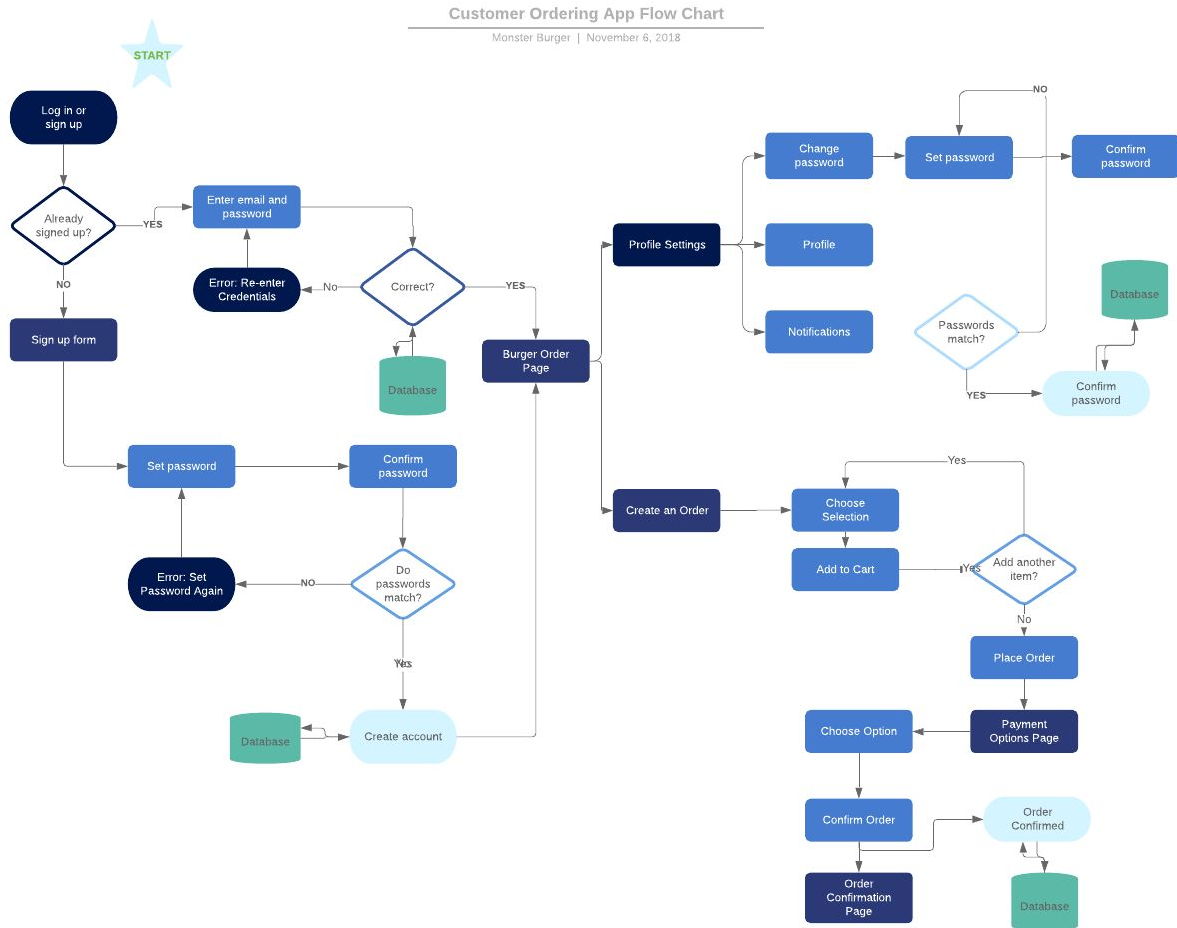 Customer Ordering App Flow Chart
Monster Burger | November 6, 2018
START
Log in or
sign up
Already
signed up?
YES
NO
Enter email and
password
Error: Re-enter
Credentials
No
Correct?
YES
Database
Sign up form
Burger Order
Page
Set password
Confirm
password
Error: Set
Password Again
NO
Do
passwords
match?
Yes
Database
Create account
Profile Settings
Change
password
Set password
NO
Confirm
password
Profile
Notifications
Passwords
match?
YES
Database
Confirm
password
Create an Order
Choose
Selection
Yes
Add to Cart
Yes
Add another
item?
No
Place Order
Payment
Options Page
Choose Option
Confirm Order
Order
Confirmed
Order
Confirmation
Page
Database